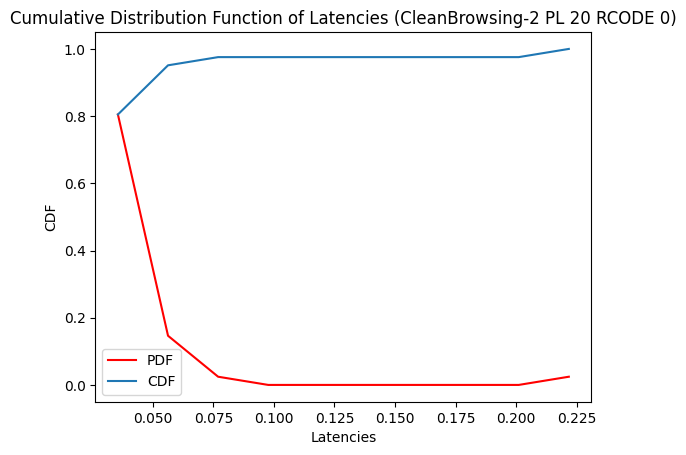 Cumulative Distribution Function of Latencies (CleanBrowsing-2 PL 20 RCODE 0)
CDF
1.0
0.8
0.6
0.4
0.2
0.0
PDF
CDF
0.050 0.075 0.100 0.125 0.150 0.175 0.200 0.225
Latencies